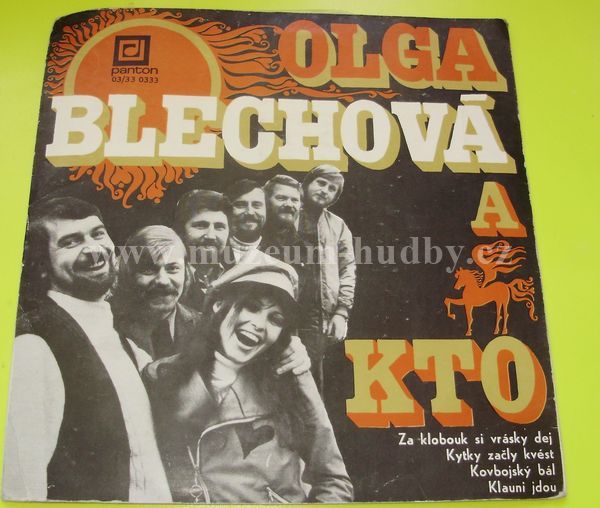 panton
03/33 0333
OLGA
BLECHOVÁ
A
KTO
www.muzeum-hudby.cz
Za klobouk si vrásky dej
Kytky začly kvést
Kovbojský bál
Klauni jdou